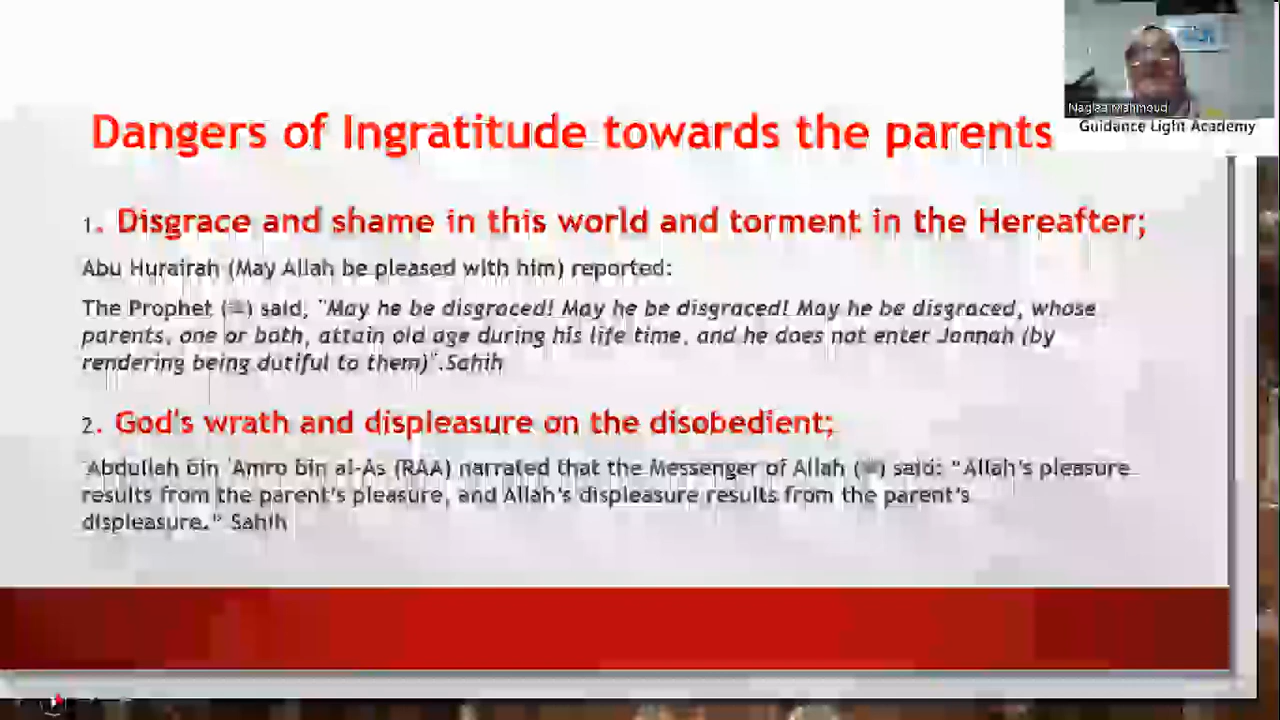 Naglaa Mahmoud
Guidance Light Academy
Dangers of Ingratitude towards the parents
1. Disgrace and shame in this world and torment in the Hereafter;
Abu Hurairah (May Allah be pleased with him) reported:
The Prophet (ﷺ) said, "May he be disgraced! May he be disgraced! May he be disgraced, whose
parents, one or both, attain old age during his life time, and he does not enter Jannah (by
rendering being dutiful to them)".Sahih
2. God's wrath and displeasure on the disobedient;
'Abdullah bin 'Amro bin al-As (RAA) narrated that the Messenger of Allah (ﷺ) said: "Allah's pleasure
results from the parent's pleasure, and Allah's displeasure results from the parent's
displeasure." Sahih